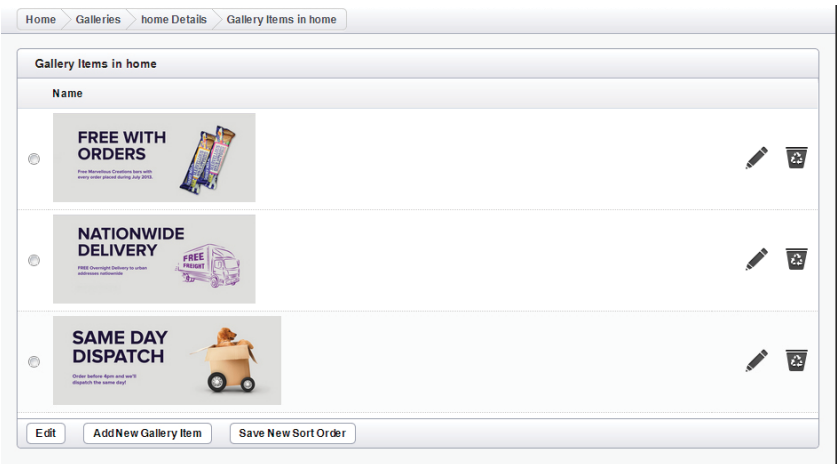 Home Galleries home Details Gallery Items in home
Gallery Items in home
Name
FREE WITH
ORDERS
Free Marvellous Creations bars with
every order placed during July 2013.
NATIONWIDE
DELIVERY
FREE Overnight Delivery to urban
addresses nationwide
FREE
FREIGHT
SAME DAY
DISPATCH
Order before 4pm and we'll
dispatch the same day!
Edit Add New Gallery Item Save New Sort Order